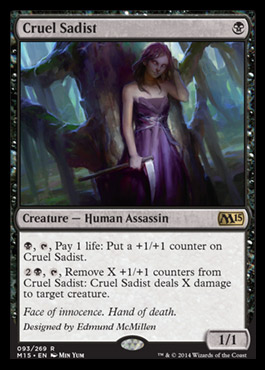 Cruel Sadist
Creature — Human Assassin
M15
, , Pay 1 life: Put a +1/+1 counter on
Cruel Sadist.
2 , , Remove X +1/+1 counters from
Cruel Sadist: Cruel Sadist deals X damage
to target creature.
Face of innocence. Hand of death.
Designed by Edmund McMillen
1/1
093/269 R
M15 • EN Min Yum
™ & © 2014 Wizards of the Coast